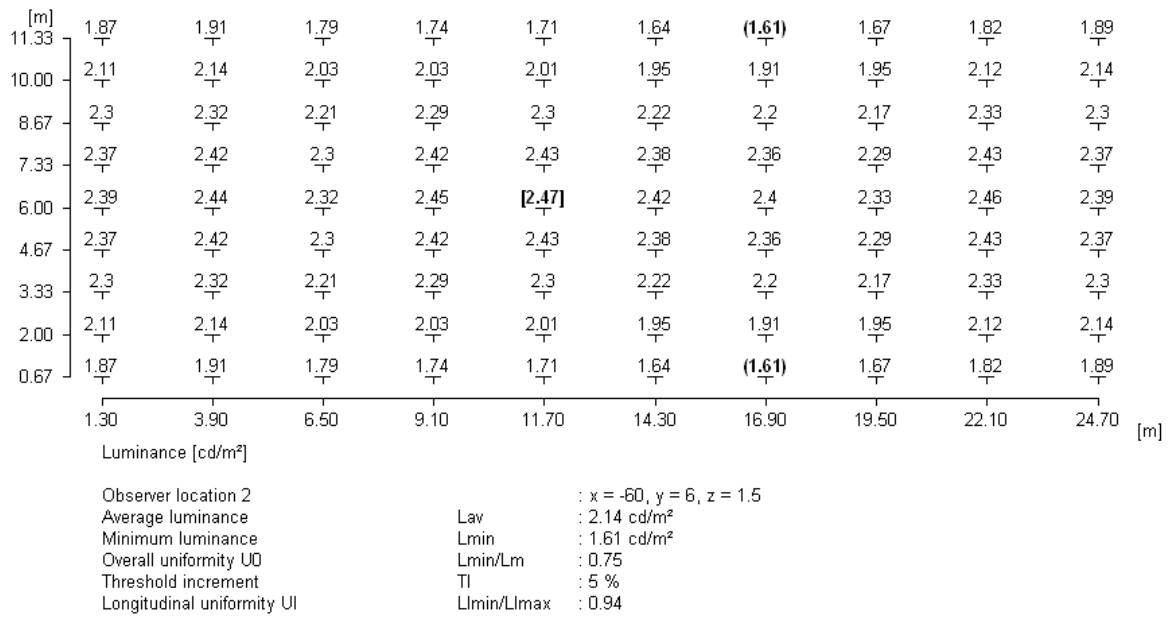 [m]
11.33 1.87 1.91 1.79 1.74 1.71 1.64 (1.61) 1.67 1.82 1.89
10.00 2.11 2.14 2.03 2.03 2.01 1.95 1.91 1.95 2.12 2.14
8.67 2.3 2.32 2.21 2.29 2.3 2.22 2.2 2.17 2.33 2.3
7.33 2.37 2.42 2.3 2.42 2.43 2.38 2.36 2.29 2.43 2.37
6.00 2.39 2.44 2.32 2.45 [2.47] 2.42 2.4 2.33 2.46 2.39
4.67 2.37 2.42 2.3 2.42 2.43 2.38 2.36 2.29 2.43 2.37
3.33 2.3 2.32 2.21 2.29 2.3 2.22 2.2 2.17 2.33 2.3
2.00 2.11 2.14 2.03 2.03 2.01 1.95 1.91 1.95 2.12 2.14
0.67 1.87 1.91 1.79 1.74 1.71 1.64 (1.61) 1.67 1.82 1.89
1.30 3.90 6.50 9.10 11.70 14.30 16.90 19.50 22.10 24.70 [m]
Luminance [cd/m²]
Observer location 2 : x = -60, y = 6, z = 1.5
Average luminance Lav : 2.14 cd/m²
Minimum luminance Lmin : 1.61 cd/m²
Overall uniformity U0 Lmin/Lm : 0.75
Threshold increment TI : 5 %
Longitudinal uniformity Ul Llmin/Llmax : 0.94